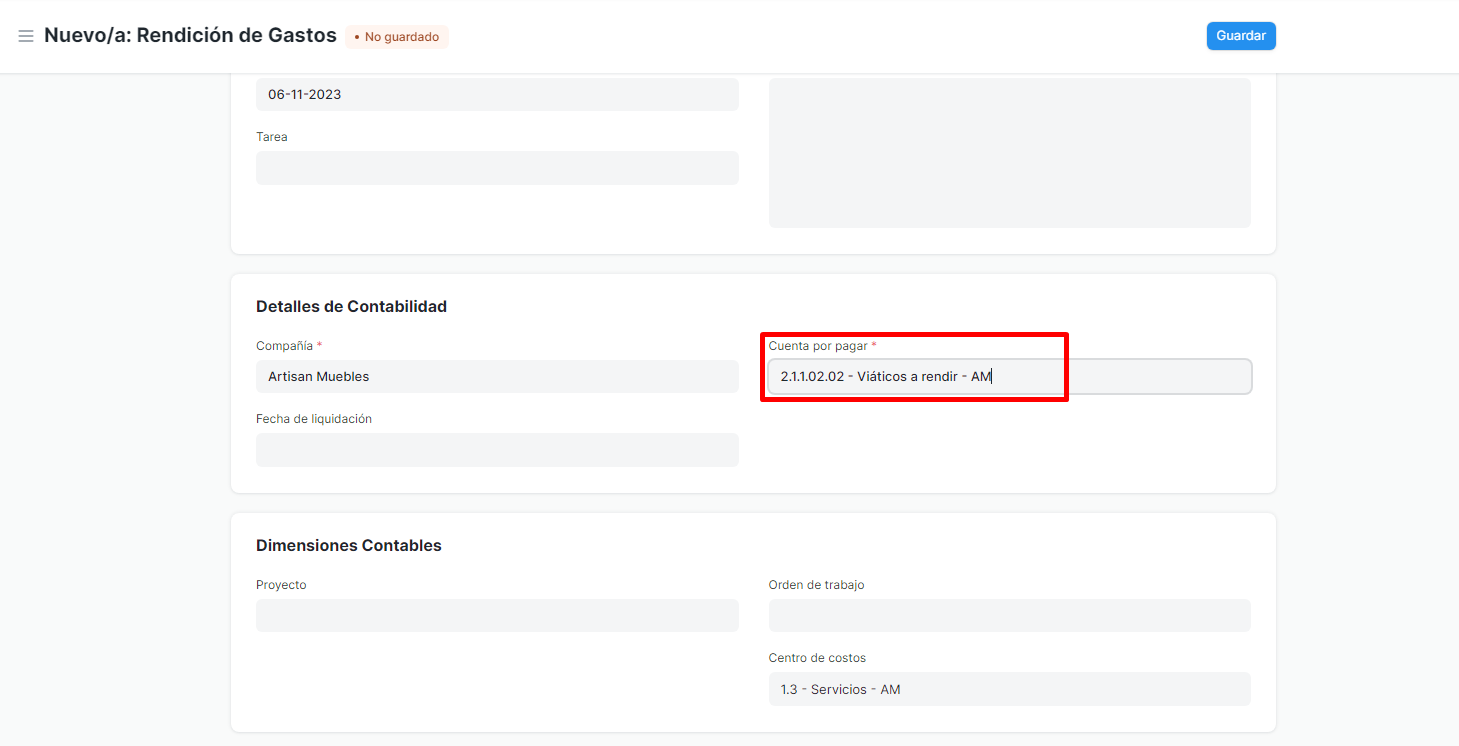 Nuevo/a: Rendición de Gastos • No guardado Guardar
06-11-2023
Tarea
Detalles de Contabilidad
Compañía * Cuenta por pagar *
Artisan Muebles 2.1.1.02.02 - Viáticos a rendir - AM
Fecha de liquidación
Dimensiones Contables
Proyecto Orden de trabajo
Centro de costos
1.3 - Servicios - AM